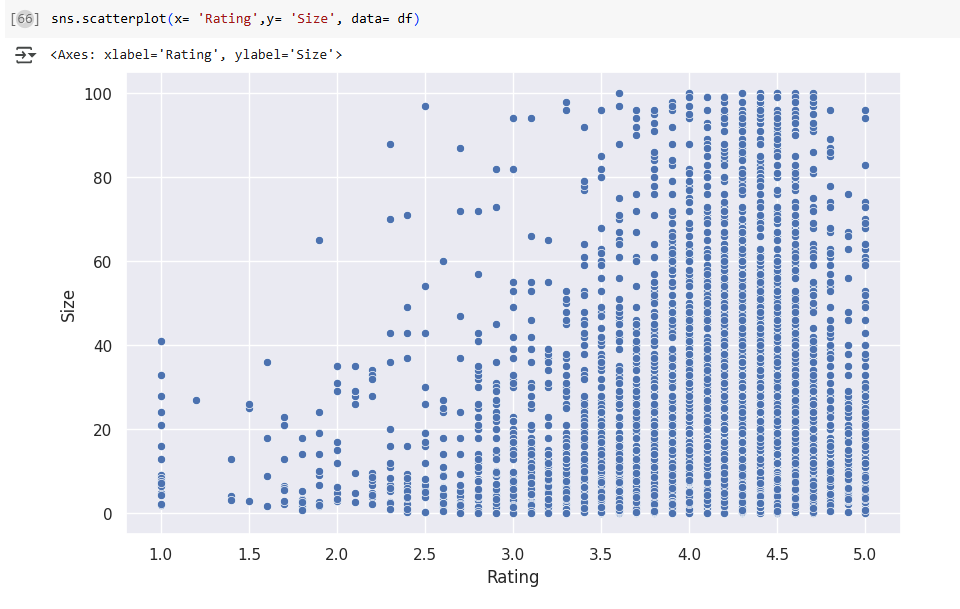 [66] sns.scatterplot(x= 'Rating',y= 'Size', data= df)
<Axes: xlabel='Rating', ylabel='Size'>
100
80
60
40
20
0
Size
1.0 1.5 2.0 2.5 3.0 3.5 4.0 4.5 5.0
Rating